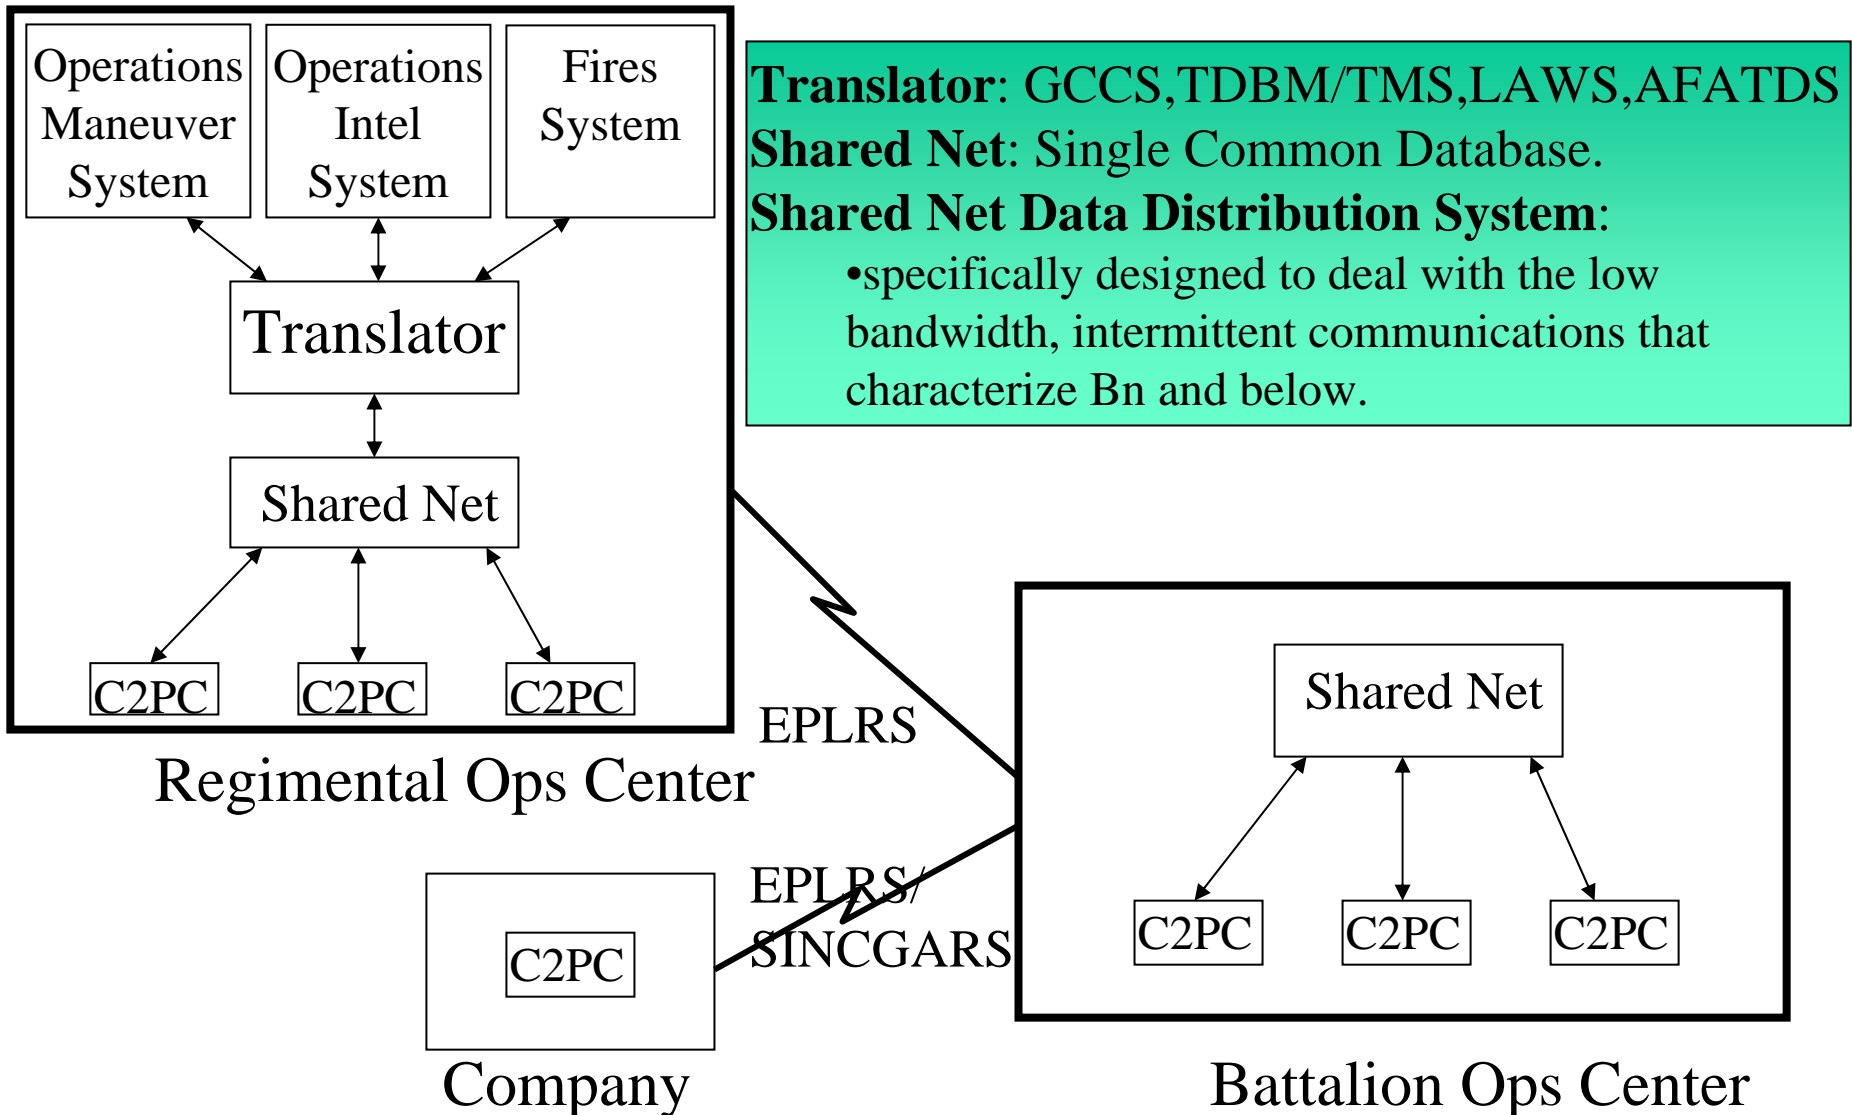 Operations
Maneuver
System
Operations
Intel
System
Fires
System
Translator
Shared Net
C2PC
C2PC
C2PC
Regimental Ops Center
Translator: GCCS,TDBM/TMS,LAWS,AFATDS
Shared Net: Single Common Database.
Shared Net Data Distribution System:
•specifically designed to deal with the low
bandwidth, intermittent communications that
characterize Bn and below.
EPLRS
EPLRS/
SINCGARS
C2PC
Company
Shared Net
C2PC
C2PC
C2PC
Battalion Ops Center